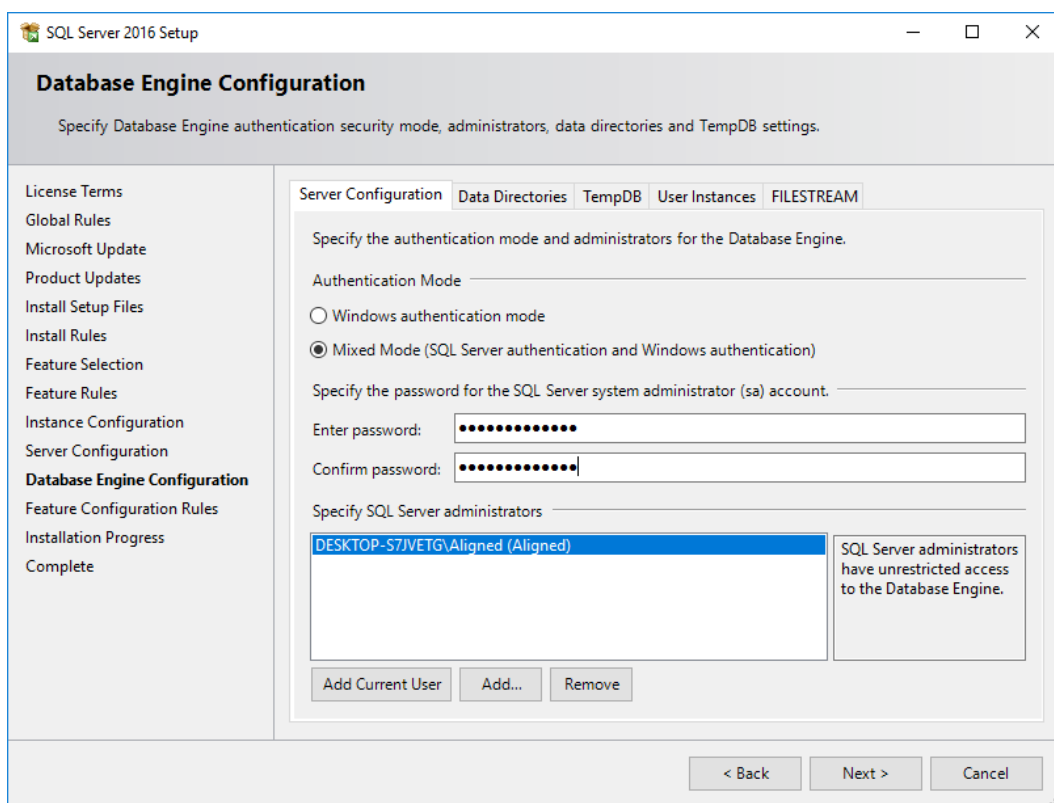 SQL Server 2016 Setup
Database Engine Configuration
Specify Database Engine authentication security mode, administrators, data directories and TempDB settings.
License Terms
Global Rules
Microsoft Update
Product Updates
Install Setup Files
Install Rules
Feature Selection
Feature Rules
Instance Configuration
Server Configuration
Database Engine Configuration
Feature Configuration Rules
Installation Progress
Complete
Server Configuration Data Directories TempDB User Instances FILESTREAM
Specify the authentication mode and administrators for the Database Engine.
Authentication Mode
Windows authentication mode
Mixed Mode (SQL Server authentication and Windows authentication)
Specify the password for the SQL Server system administrator (sa) account.
Enter password: ●●●●●●●●●●●●●
Confirm password: ●●●●●●●●●●●●●
Specify SQL Server administrators
DESKTOP-S7JVETG\Aligned (Aligned)
SQL Server administrators
have unrestricted access
to the Database Engine.
Add Current User Add... Remove
< Back Next > Cancel